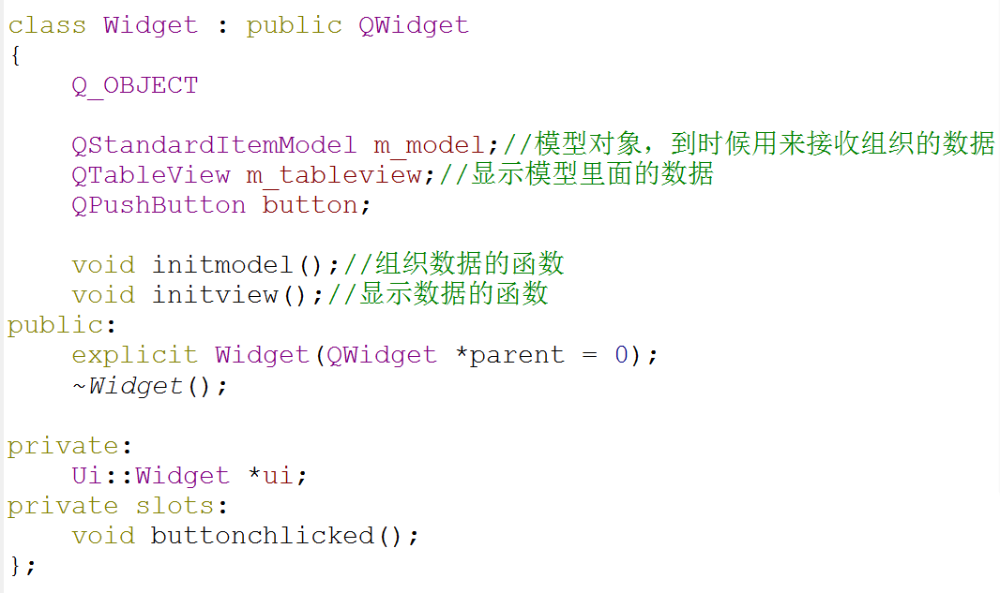 class Widget : public QWidget
{
    Q_OBJECT

    QStandardItemModel m_model;//模型对象，到时候用来接收组织的数据
    QTableView m_tableview;//显示模型里面的数据
    QPushButton button;

    void initmodel();//组织数据的函数
    void initview();//显示数据的函数
public:
    explicit Widget(QWidget *parent = 0);
    ~Widget();

private:
    Ui::Widget *ui;
private slots:
    void buttonchlicked();
};